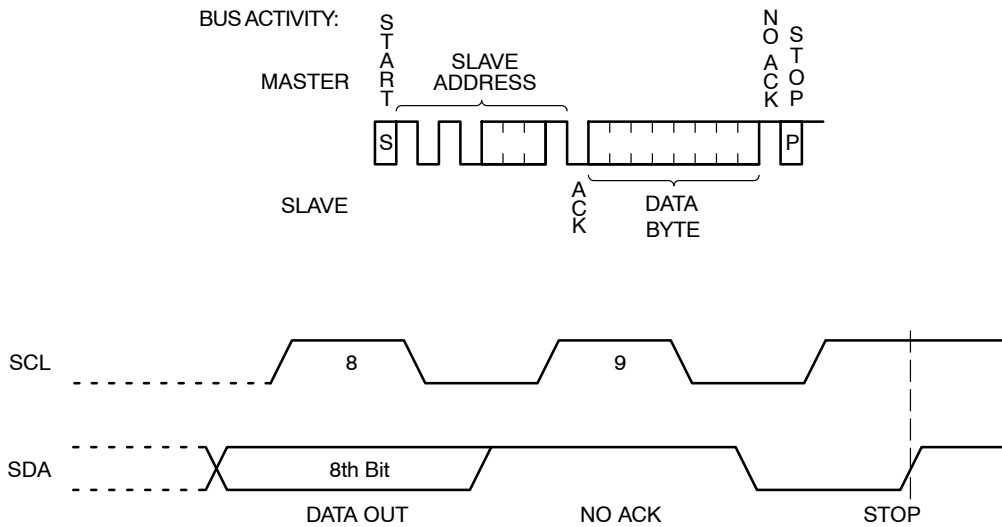 BUS ACTIVITY:
START
NO ACK
STOP
MASTER
SLAVE
ADDRESS
S
P
SLAVE
ACK
DATA
BYTE
SCL
8
9
SDA
8th Bit
DATA OUT
NO ACK
STOP